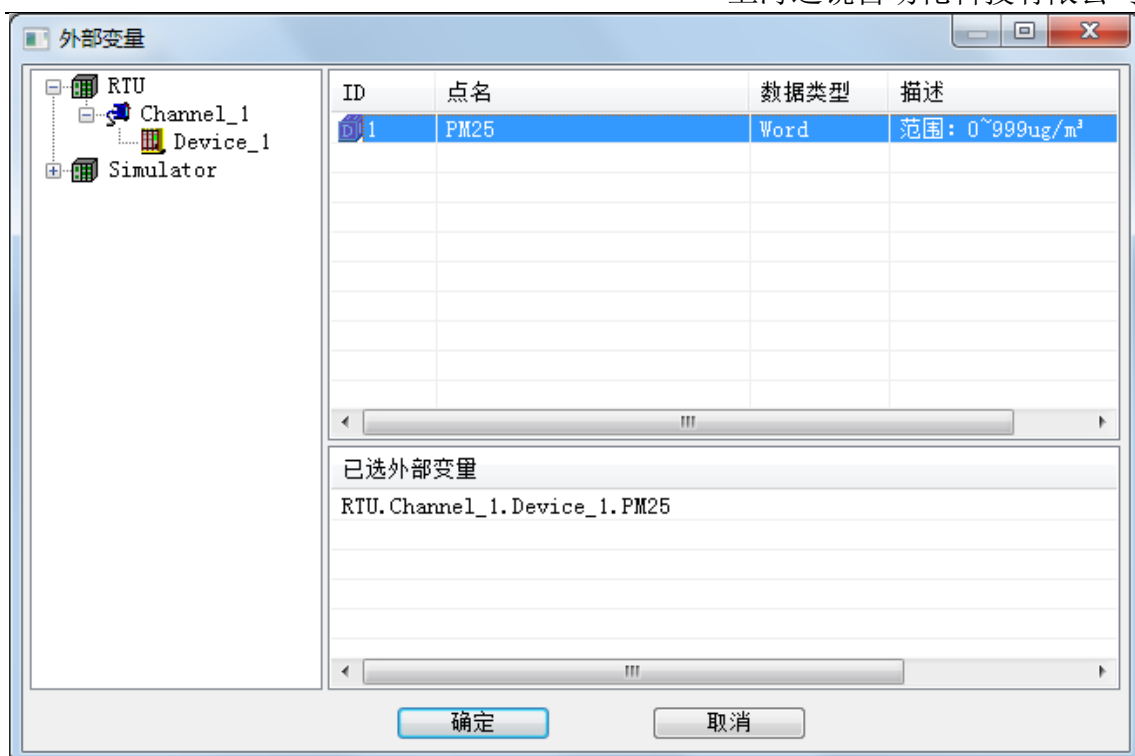 外部变量
RTU
Channel_1
Device_1
Simulator
ID 点名 数据类型 描述
1 PM25 Word 范围：0~999ug/m³
已选外部变量
RTU.Channel_1.Device_1.PM25
确定 取消